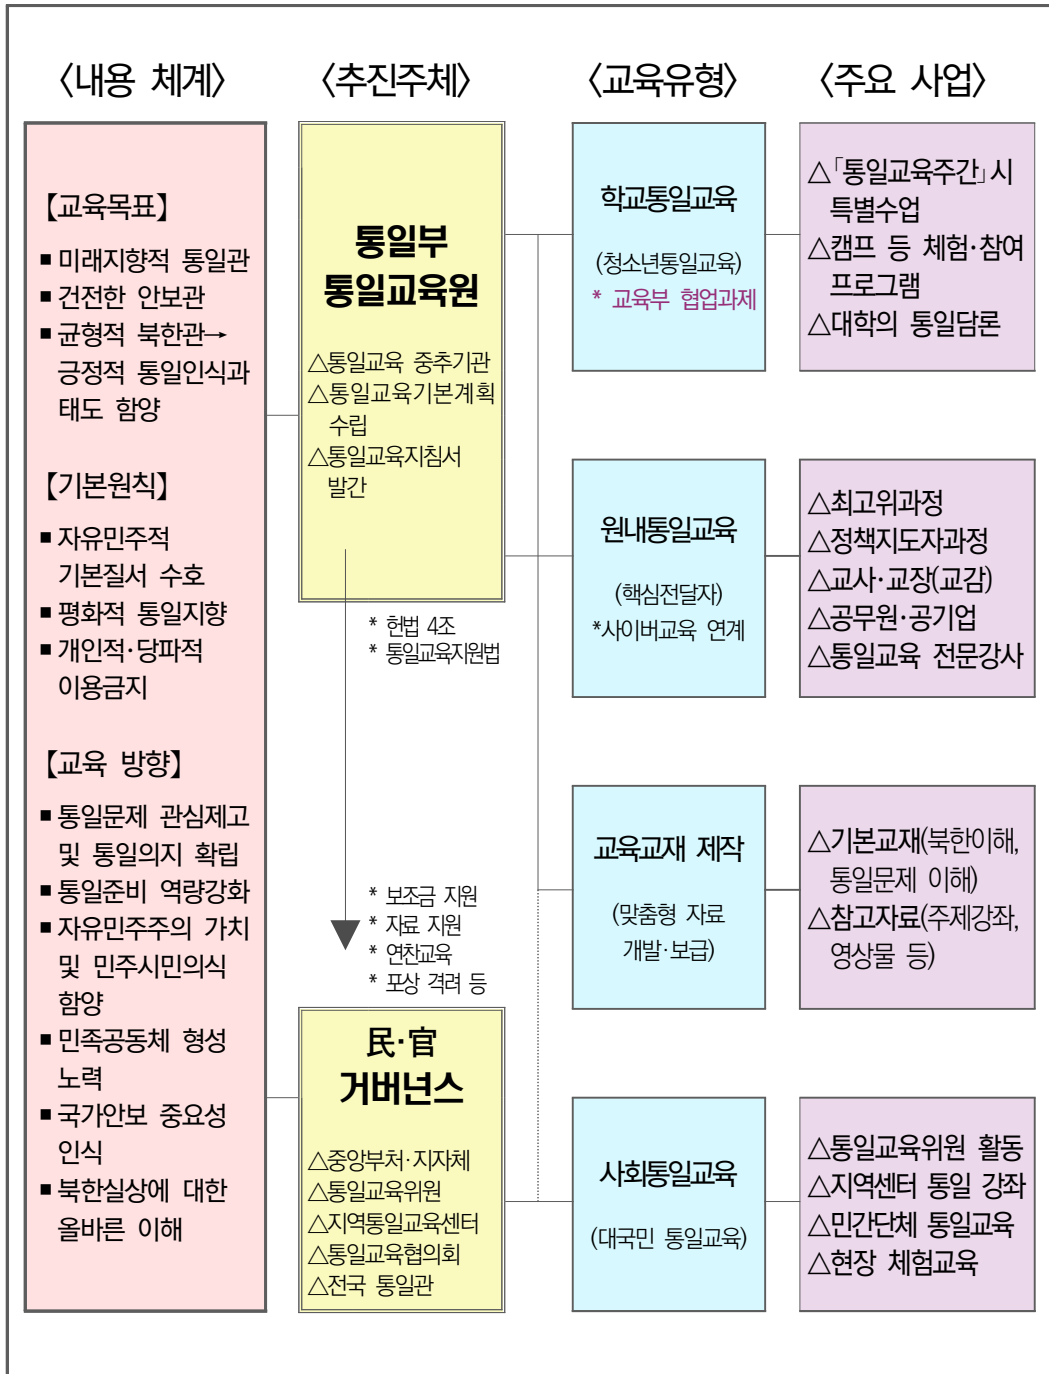 〈내용 체계〉
〈추진주체〉
〈교육유형〉
〈주요 사업〉
【교육목표】
■ 미래지향적 통일관
■ 건전한 안보관
■ 균형적 북한관→
긍정적 통일인식과
태도 함양
【기본원칙】
■ 자유민주적
기본질서 수호
■ 평화적 통일지향
■ 개인적·당파적
이용금지
【교육 방향】
■ 통일문제 관심제고
및 통일의지 확립
■ 통일준비 역량강화
■ 자유민주주의 가치
및 민주시민의식
함양
■ 민족공동체 형성
노력
■ 국가안보 중요성
인식
■ 북한실상에 대한
올바른 이해
통일부
통일교육원
△통일교육 중추기관
△통일교육기본계획
수립
△통일교육지침서
발간
* 헌법 4조
* 통일교육지원법
* 보조금 지원
* 자료 지원
* 연찬교육
* 포상 격려 등
民·官
거버넌스
△중앙부처·지자체
△통일교육위원
△지역통일교육센터
△통일교육협의회
△전국 통일관
학교통일교육
(청소년통일교육)
* 교육부 협업과제
원내통일교육
(핵심전달자)
*사이버교육 연계
교육교재 제작
(맞춤형 자료
개발·보급)
사회통일교육
(대국민 통일교육)
△「통일교육주간」시
특별수업
△캠프 등 체험·참여
프로그램
△대학의 통일담론
△최고위과정
△정책지도자과정
△교사·교장(교감)
△공무원·공기업
△통일교육 전문강사
△기본교재(북한이해,
통일문제 이해)
△참고자료(주제강좌,
영상물 등)
△통일교육위원 활동
△지역센터 통일 강좌
△민간단체 통일교육
△현장 체험교육